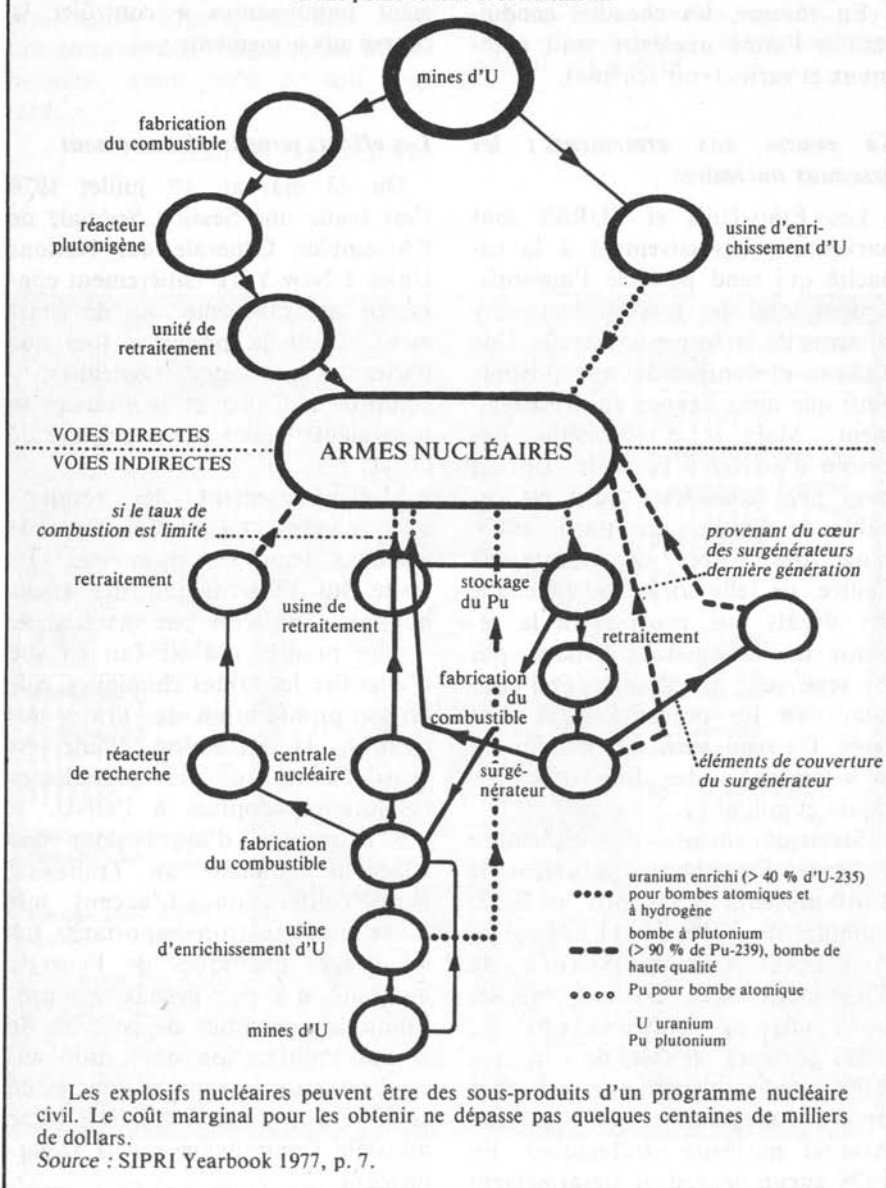 mines d'U
fabrication
du combustible
réacteur
plutonigène
usine d'enri-
chissement d'U
unité de
retraitement
VOIES DIRECTES
ARMES NUCLÉAIRES
VOIES INDIRECTES
si le taux de
combustion est limité
provenant du cœur
des surgénérateurs
dernière génération
retraitement
usine de
retraitement
stockage
du Pu
retraitement
fabrication
du
combustible
réacteur
de recherche
centrale
nucléaire
surgé-
nérateur
éléments de couverture
du surgénérateur
fabrication
du combustible
usine
d'enrichissement d'U
mines d'U
uranium enrichi (> 40 % d'U-235)
pour bombes atomiques et
à hydrogène
bombe à plutonium
(> 90 % de Pu-239), bombe de
haute qualité
Pu pour bombe atomique
U uranium
Pu plutonium
Les explosifs nucléaires peuvent être des sous-produits d'un programme nucléaire
civil. Le coût marginal pour les obtenir ne dépasse pas quelques centaines de milliers
de dollars.
Source : SIPRI Yearbook 1977, p. 7.